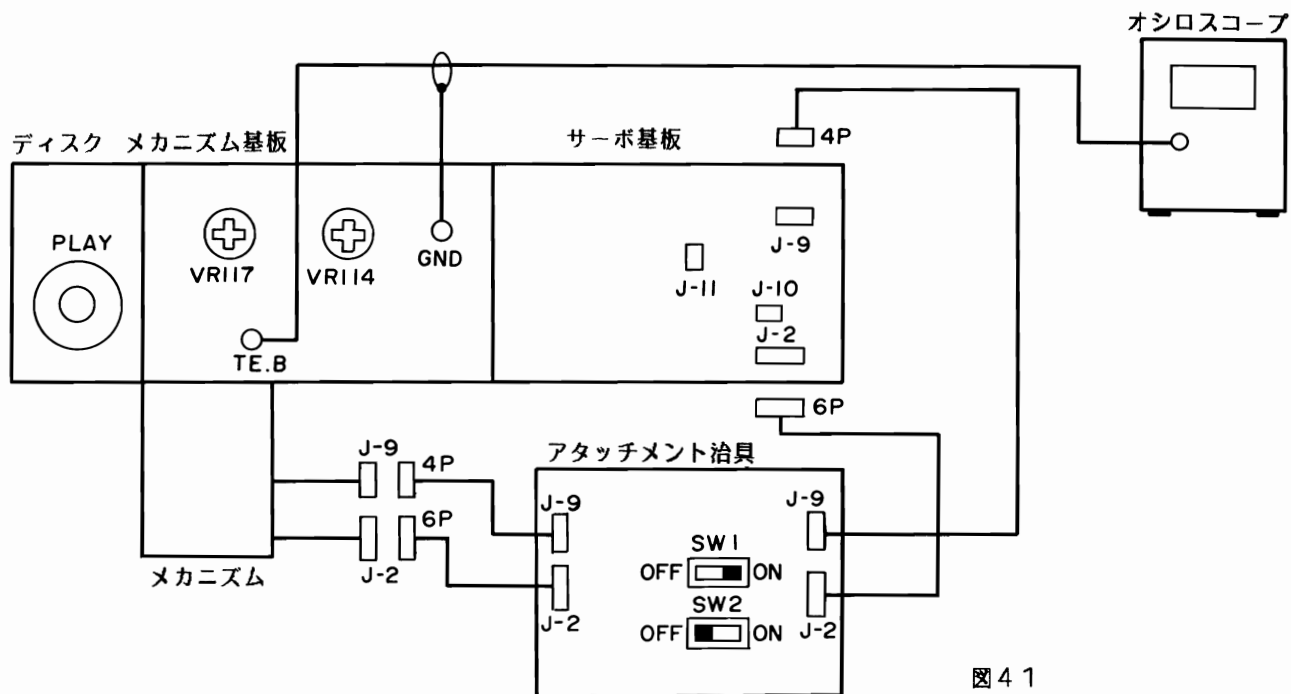 オシロスコープ
ディスク メカニズム基板
サーボ基板
4P
PLAY
VR117
VR114
GND
J-9
J-11
J-10
J-2
TE.B
6P
アタッチメント治具
J-9
4P
J-9
J-9
6P
SW1
OFF
ON
メカニズム
J-2
SW2
J-2
OFF
ON
J-2
図41